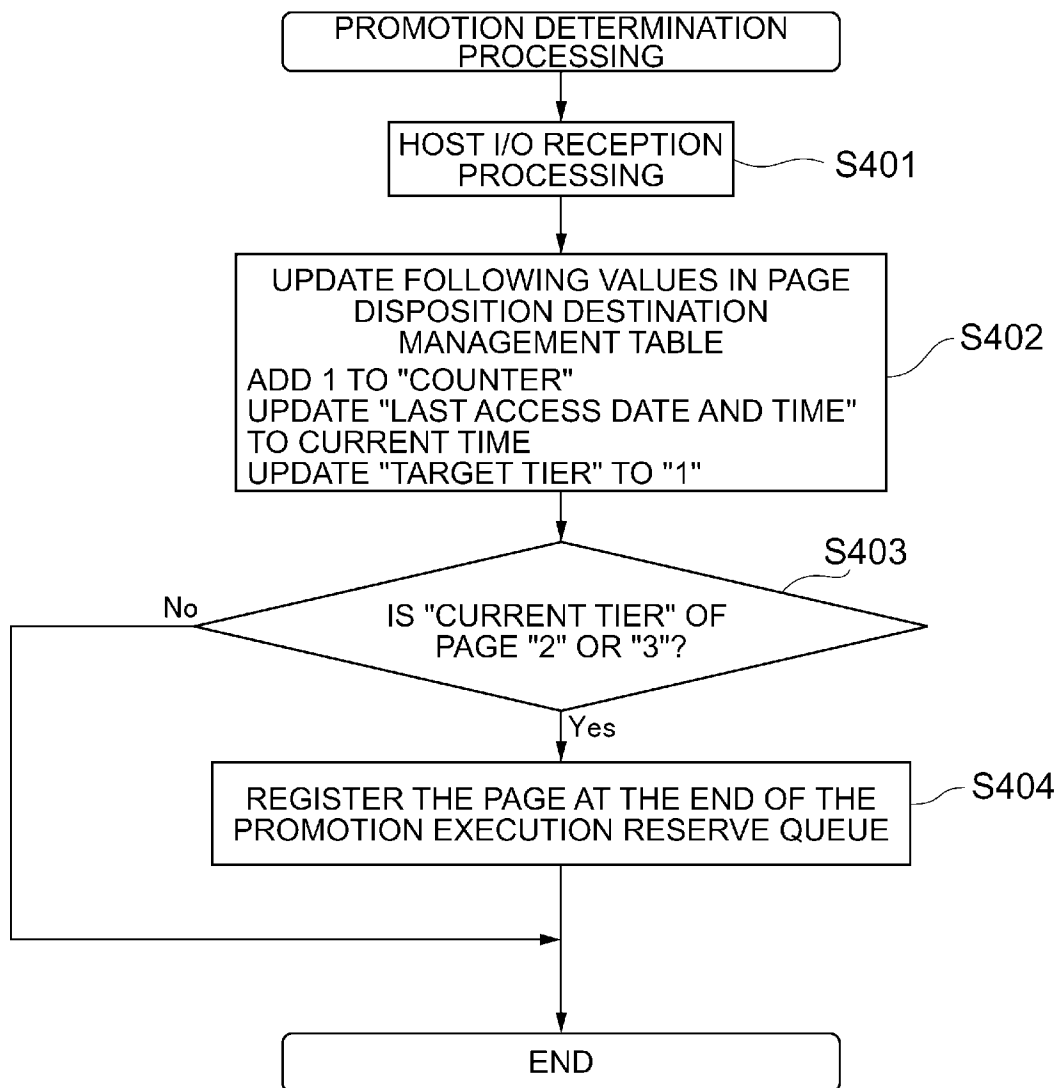 PROMOTION DETERMINATION
PROCESSING
HOST I/O RECEPTION
PROCESSING
S401
UPDATE FOLLOWING VALUES IN PAGE
DISPOSITION DESTINATION
MANAGEMENT TABLE
ADD 1 TO "COUNTER"
UPDATE "LAST ACCESS DATE AND TIME"
TO CURRENT TIME
UPDATE "TARGET TIER" TO "1"
S402
S403
No
IS "CURRENT TIER" OF
PAGE "2" OR "3"?
Yes
REGISTER THE PAGE AT THE END OF THE
PROMOTION EXECUTION RESERVE QUEUE
S404
END